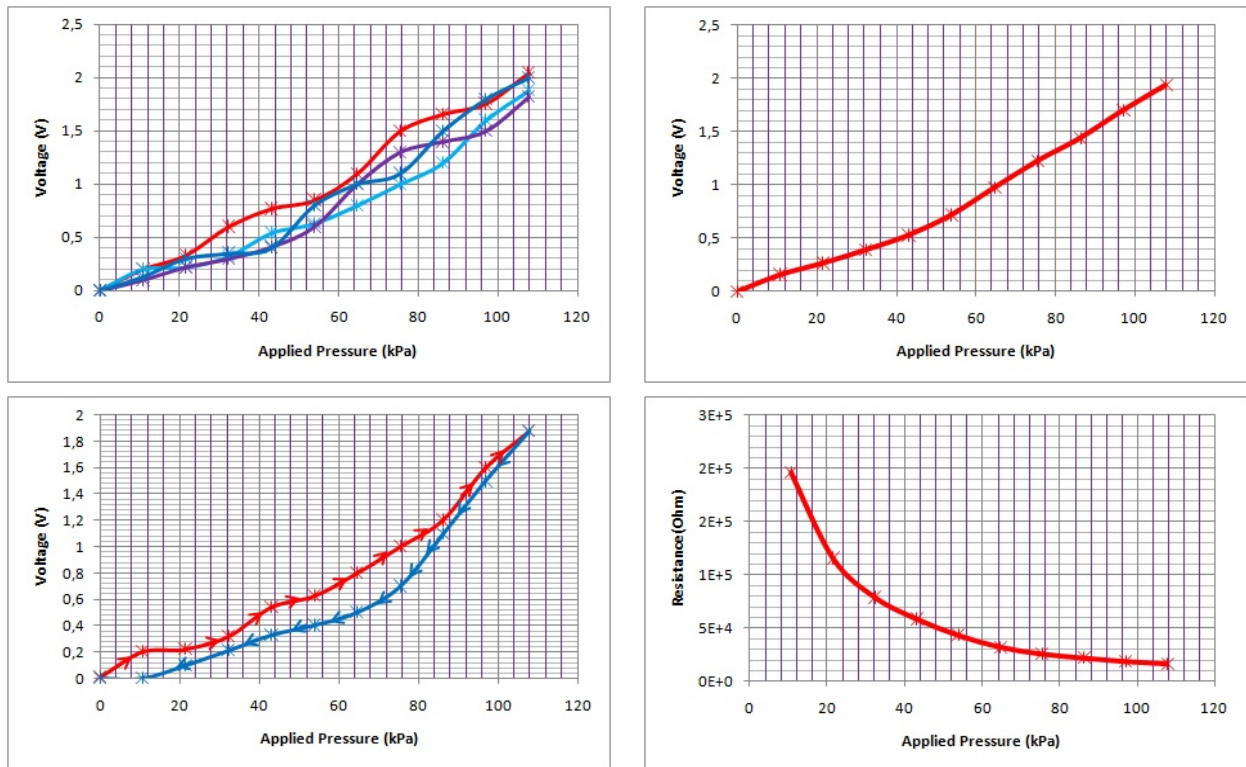 2,5
2
1,5
1
0,5
0
0 20 40 60 80 100 120
Voltage (V)
Applied Pressure (kPa)
2,5
2
1,5
1
0,5
0
0 20 40 60 80 100 120
Voltage (V)
Applied Pressure (kPa)
2
1,8
1,6
1,4
1,2
1
0,8
0,6
0,4
0,2
0
0 20 40 60 80 100 120
Voltage (V)
Applied Pressure (kPa)
3E+5
2E+5
2E+5
1E+5
5E+4
0E+0
0 20 40 60 80 100 120
Resistance(Ohm)
Applied Pressure (kPa)